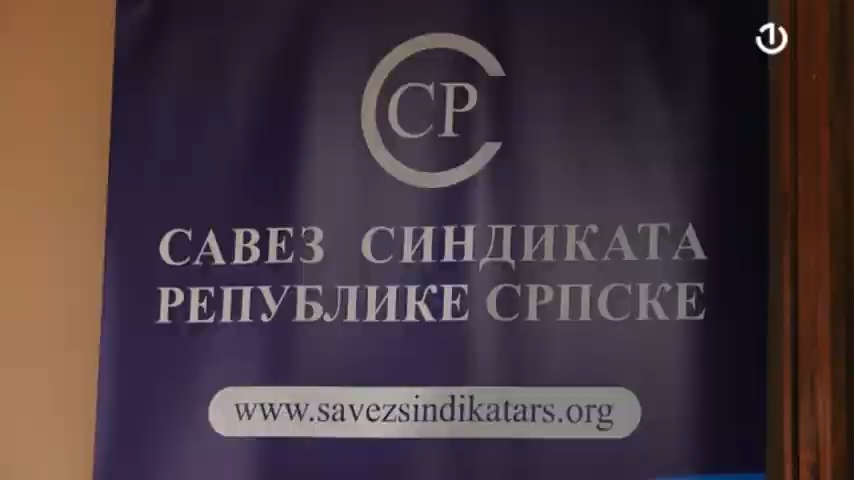 СР
САВЕЗ СИНДИКАТА
РЕПУБЛИКЕ СРПСКЕ
www.savezsindikatars.org